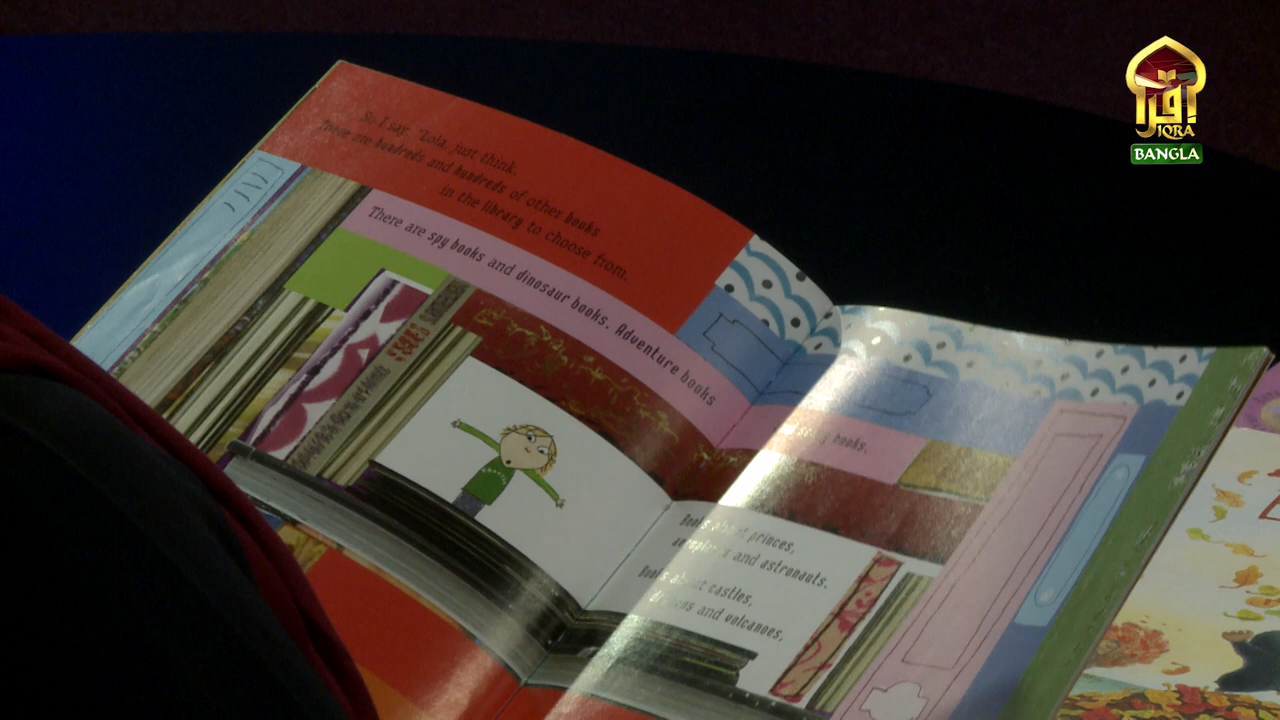 So I say, "Lola, just think.
There are hundreds and hundreds of other books
in the library to choose from.
There are spy books and dinosaur books. Adventure books
books.
Books about princes,
and astronauts.
Books about castles,
and volcanoes,
اقرأ
IQRA
BANGLA